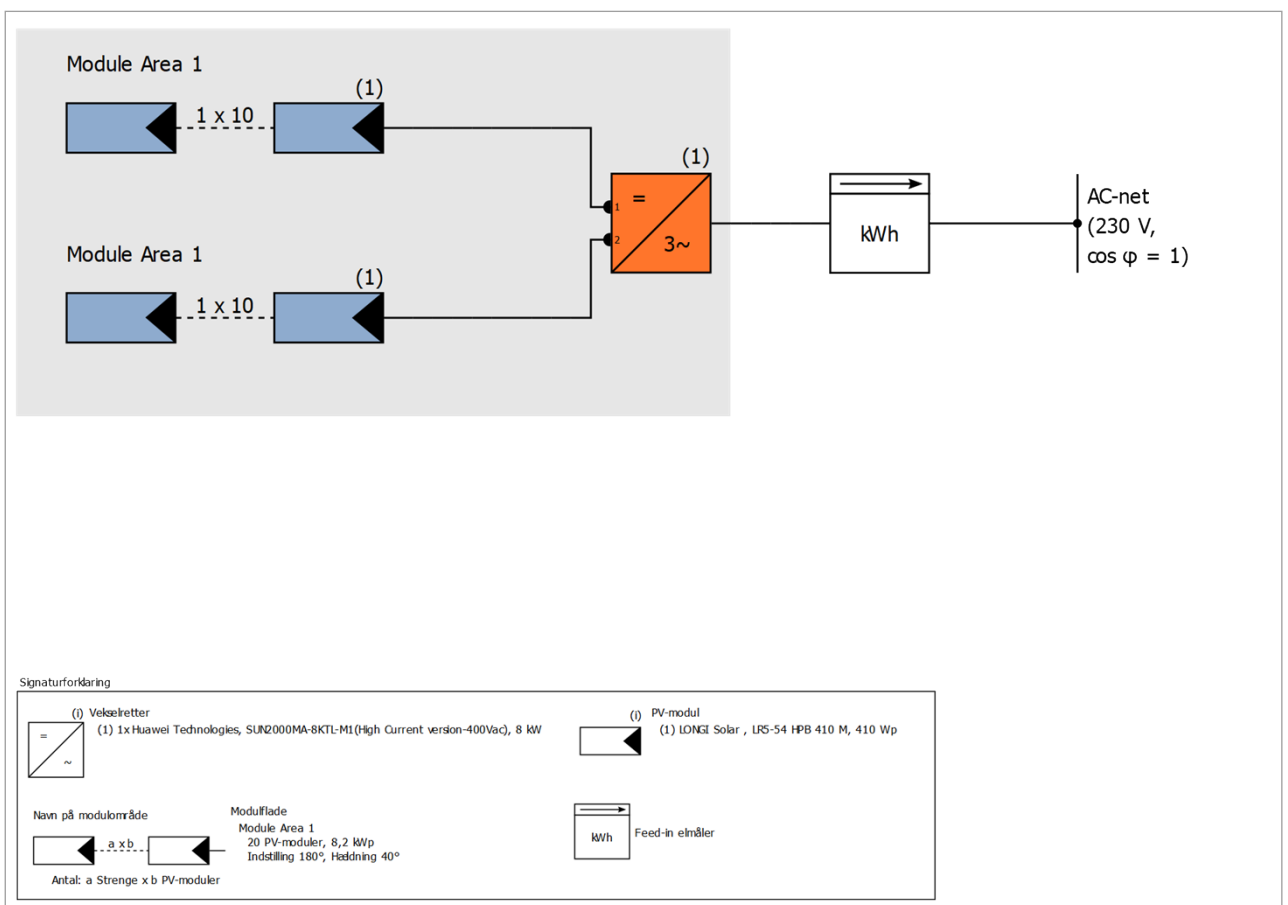 Module Area 1
(1)
1 x 10
(1)
=
1
2
3~
kWh
AC-net
(230 V,
cos φ = 1)
Module Area 1
(1)
1 x 10
Signaturforklaring
(i) Vekselretter
(1) 1x Huawei Technologies, SUN2000MA-8KTL-M1(High Current version-400Vac), 8 kW
=
~
(i) PV-modul
(1) LONGI Solar , LR5-54 HPB 410 M, 410 Wp
Navn på modulområde
a x b
Antal: a Strenge x b PV-moduler
Modulflade
Module Area 1
20 PV-moduler, 8,2 kWp
Indstilling 180°, Hældning 40°
kWh
Feed-in elmåler